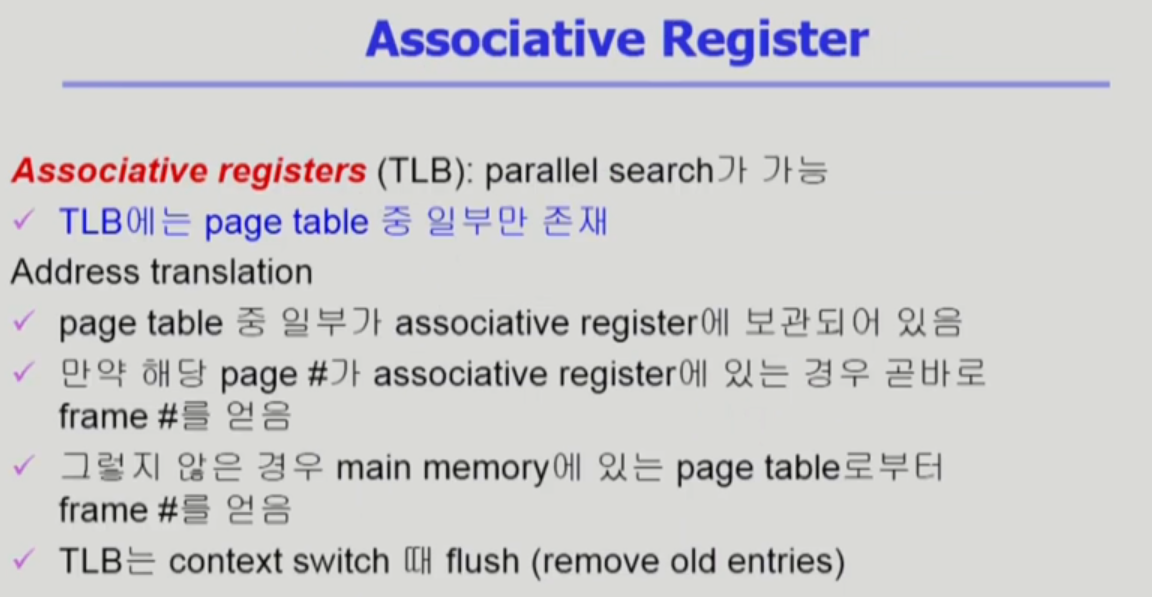 Associative Register
Associative registers (TLB): parallel search가 가능
✓ TLB에는 page table 중 일부만 존재
Address translation
✓ page table 중 일부가 associative register에 보관되어 있음
✓ 만약 해당 page #가 associative register에 있는 경우 곧바로
frame #를 얻음
✓ 그렇지 않은 경우 main memory에 있는 page table로부터
frame #를 얻음
✓ TLB는 context switch 때 flush (remove old entries)